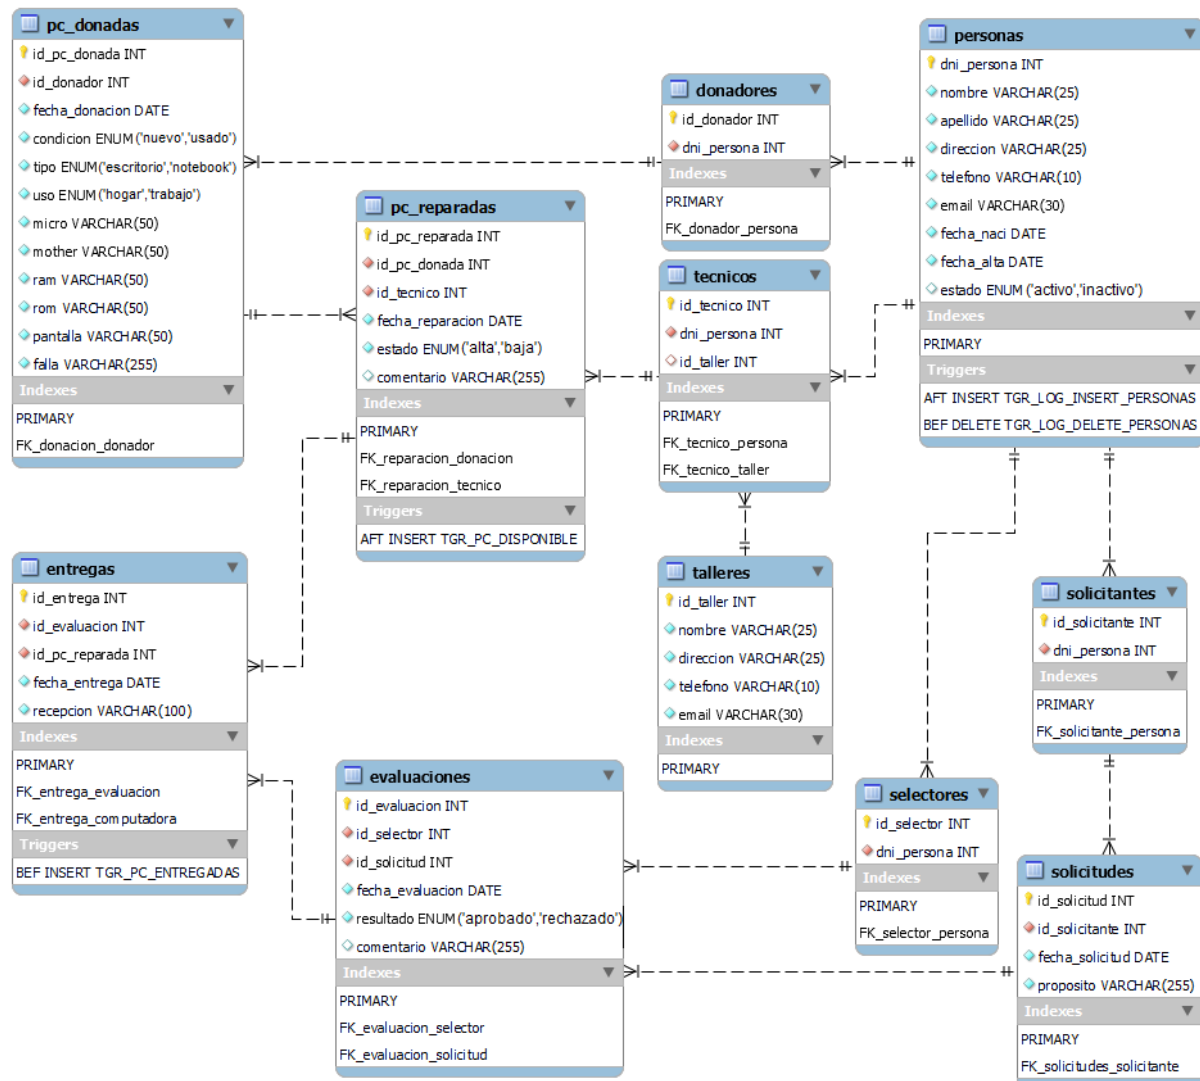 pc_donadas
id_pc_donada INT
id_donador INT
fecha_donacion DATE
condicion ENUM('nuevo','usado')
tipo ENUM('escritorio','notebook')
uso ENUM('hogar','trabajo')
micro VARCHAR(50)
mother VARCHAR(50)
ram VARCHAR(50)
rom VARCHAR(50)
pantalla VARCHAR(50)
falla VARCHAR(255)
Indexes
PRIMARY
FK_donacion_donador
pc_reparadas
id_pc_reparada INT
id_pc_donada INT
id_tecnico INT
fecha_reparacion DATE
estado ENUM('alta','baja')
comentario VARCHAR(255)
Indexes
PRIMARY
FK_reparacion_donacion
FK_reparacion_tecnico
Triggers
AFT INSERT TGR_PC_DISPONIBLE
donadores
id_donador INT
dni_persona INT
Indexes
PRIMARY
FK_donador_persona
tecnicos
id_tecnico INT
dni_persona INT
id_taller INT
Indexes
PRIMARY
FK_tecnico_persona
FK_tecnico_taller
personas
dni_persona INT
nombre VARCHAR(25)
apellido VARCHAR(25)
direccion VARCHAR(25)
telefono VARCHAR(10)
email VARCHAR(30)
fecha_naci DATE
fecha_alta DATE
estado ENUM('activo','inactivo')
Indexes
PRIMARY
Triggers
AFT INSERT TGR_LOG_INSERT_PERSONAS
BEF DELETE TGR_LOG_DELETE_PERSONAS
entregas
id_entrega INT
id_evaluacion INT
id_pc_reparada INT
fecha_entrega DATE
recepcion VARCHAR(100)
Indexes
PRIMARY
FK_entrega_evaluacion
FK_entrega_computadora
Triggers
BEF INSERT TGR_PC_ENTREGADAS
talleres
id_taller INT
nombre VARCHAR(25)
direccion VARCHAR(25)
telefono VARCHAR(10)
email VARCHAR(30)
Indexes
PRIMARY
solicitantes
id_solicitante INT
dni_persona INT
Indexes
PRIMARY
FK_solicitante_persona
evaluaciones
id_evaluacion INT
id_selector INT
id_solicitud INT
fecha_evaluacion DATE
resultado ENUM('aprobado','rechazado')
comentario VARCHAR(255)
Indexes
PRIMARY
FK_evaluacion_selector
FK_evaluacion_solicitud
selectores
id_selector INT
dni_persona INT
Indexes
PRIMARY
FK_selector_persona
solicitudes
id_solicitud INT
id_solicitante INT
fecha_solicitud DATE
proposito VARCHAR(255)
Indexes
PRIMARY
FK_solicitudes_solicitante